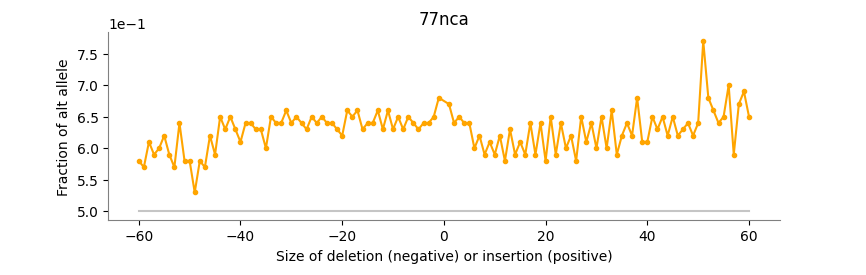 77nca
1e−1
Fraction of alt allele
7.5
7.0
6.5
6.0
5.5
5.0
−60 −40 −20 0 20 40 60
Size of deletion (negative) or insertion (positive)